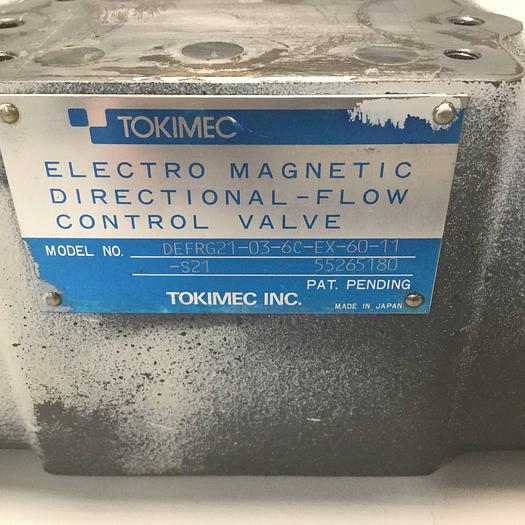 TOKIMEC
ELECTRO MAGNETIC
DIRECTIONAL-FLOW
CONTROL VALVE
MODEL NO. DEFRG21-03-6C-EX-60-11
-S21 55265180
PAT. PENDING
TOKIMEC INC. MADE IN JAPAN